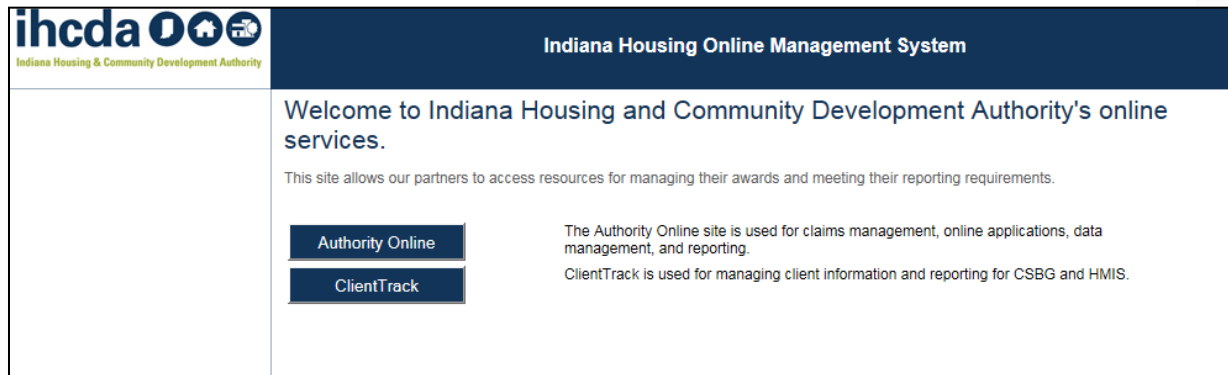 ihcda
Indiana Housing & Community Development Authority
Indiana Housing Online Management System
Welcome to Indiana Housing and Community Development Authority's online
services.
This site allows our partners to access resources for managing their awards and meeting their reporting requirements.
Authority Online
The Authority Online site is used for claims management, online applications, data
management, and reporting.
ClientTrack
ClientTrack is used for managing client information and reporting for CSBG and HMIS.